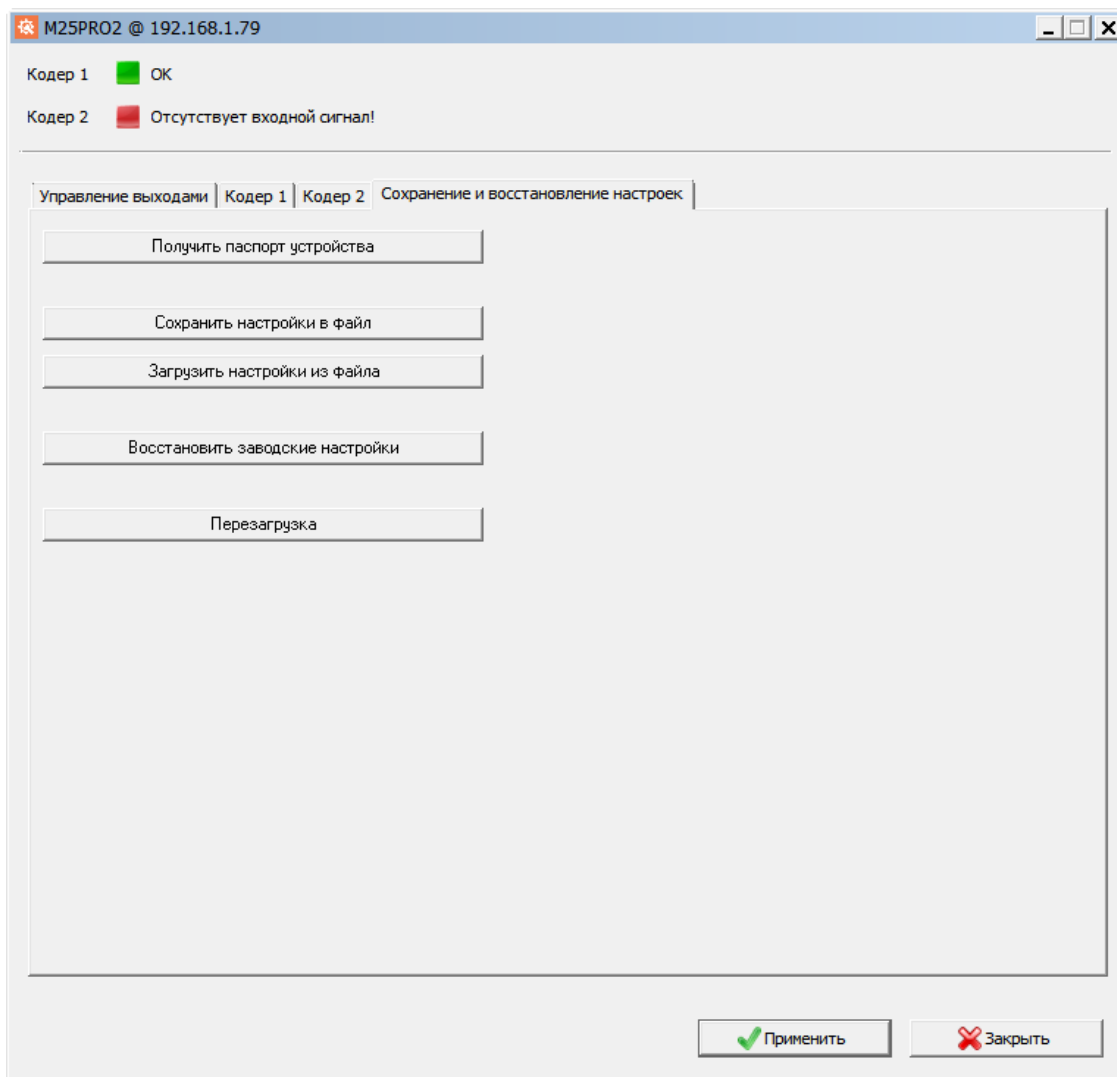 M25PRO2 @ 192.168.1.79
Кодер 1 OK
Кодер 2 Отсутствует входной сигнал!
Управление выходами Кодер 1 Кодер 2 Сохранение и восстановление настроек
Получить паспорт устройства
Сохранить настройки в файл
Загрузить настройки из файла
Восстановить заводские настройки
Перезагрузка
Применить Закрыть